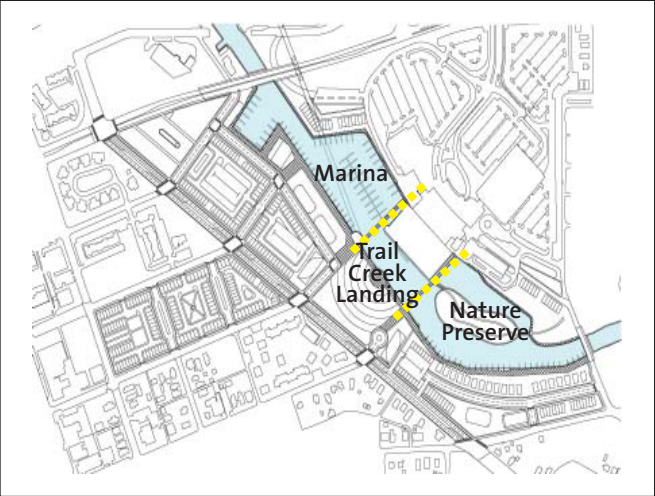 Marina
Trail
Creek
Landing
Nature
Preserve